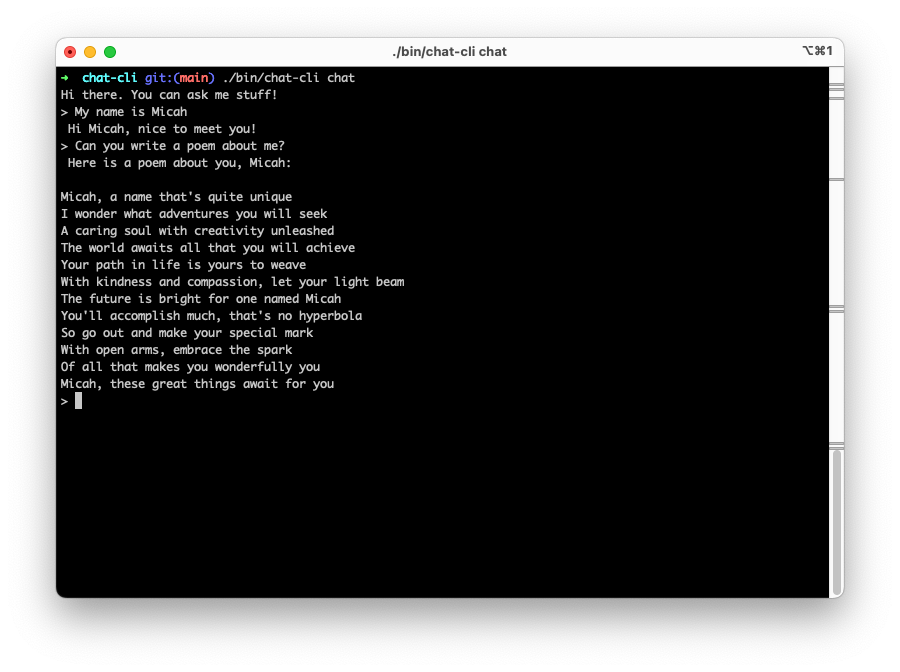 ./bin/chat-cli chat
⌥⌘1
➜ chat-cli git:(main) ./bin/chat-cli chat
Hi there. You can ask me stuff!
> My name is Micah
Hi Micah, nice to meet you!
> Can you write a poem about me?
Here is a poem about you, Micah:
Micah, a name that's quite unique
I wonder what adventures you will seek
A caring soul with creativity unleashed
The world awaits all that you will achieve
Your path in life is yours to weave
With kindness and compassion, let your light beam
The future is bright for one named Micah
You'll accomplish much, that's no hyperbola
So go out and make your special mark
With open arms, embrace the spark
Of all that makes you wonderfully you
Micah, these great things await for you
>